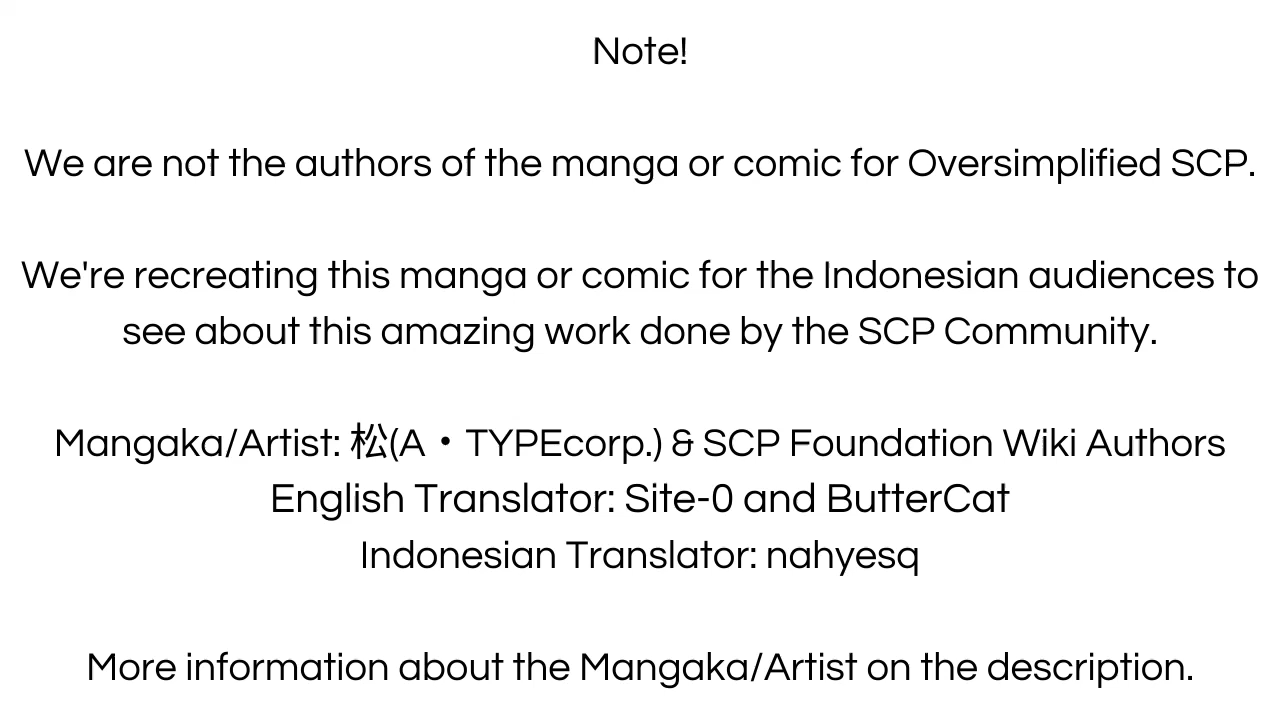 Note!
We are not the authors of the manga or comic for Oversimplified SCP.
We're recreating this manga or comic for the Indonesian audiences to
see about this amazing work done by the SCP Community.
Mangaka/Artist: 松(A・TYPEcorp.) & SCP Foundation Wiki Authors
English Translator: Site-0 and ButterCat
Indonesian Translator: nahyesq
More information about the Mangaka/Artist on the description.